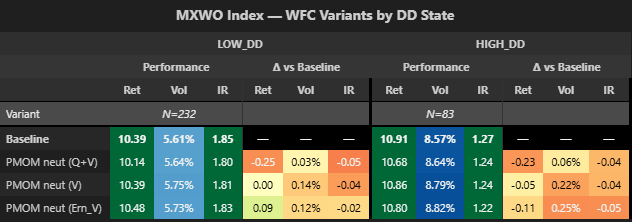 MXWO Index — WFC Variants by DD State
LOW_DD HIGH_DD
Performance Δ vs Baseline Performance Δ vs Baseline
Ret Vol IR Ret Vol IR Ret Vol IR Ret Vol IR
Variant N=232 N=83
Baseline 10.39 5.61% 1.85 — — — 10.91 8.57% 1.27 — — —
PMOM neut (Q+V) 10.14 5.64% 1.80 -0.25 0.03% -0.05 10.68 8.64% 1.24 -0.23 0.06% -0.04
PMOM neut (V) 10.39 5.75% 1.81 0.00 0.14% -0.04 10.86 8.79% 1.24 -0.05 0.22% -0.04
PMOM neut (Ern_V) 10.48 5.73% 1.83 0.09 0.12% -0.02 10.80 8.82% 1.22 -0.11 0.25% -0.05